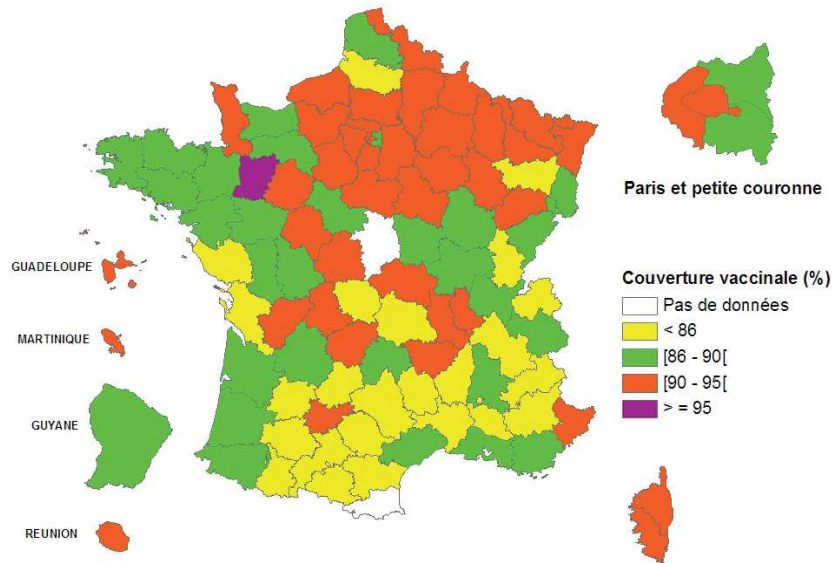 Paris et petite couronne
GUADELOUPE
MARTINIQUE
GUYANE
REUNION
Couverture vaccinale (%)
Pas de données
< 86
[86 - 90[
[90 - 95[
> = 95